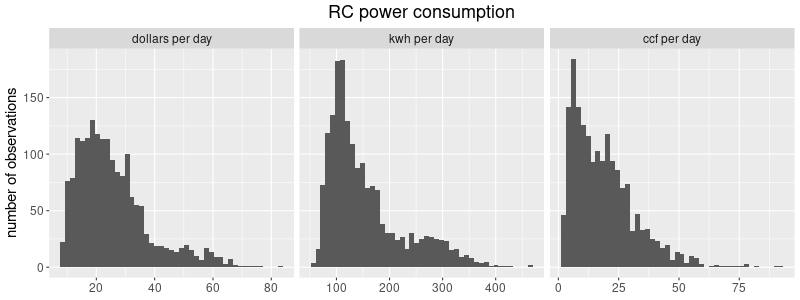 RC power consumption
dollars per day kwh per day ccf per day
number of observations
150
100
50
0
20 40 60 80 100 200 300 400 0 25 50 75